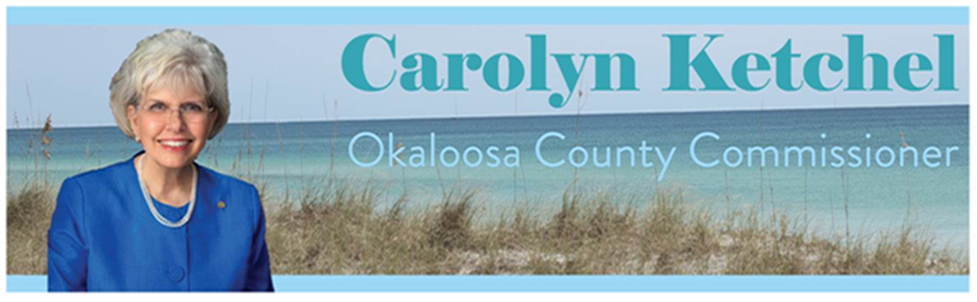 Carolyn Ketchel
Okaloosa County Commissioner